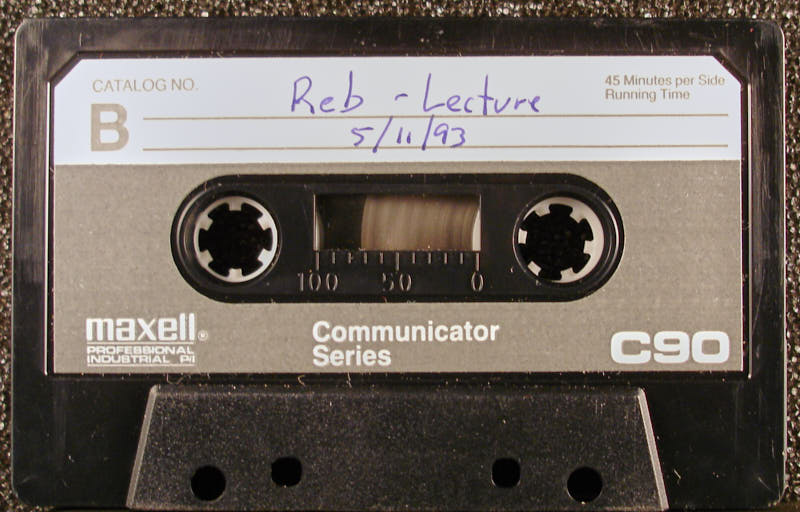 CATALOG NO.
B
Reb - Lecture
5/11/93
45 Minutes per Side
Running Time
100 50 0
maxell®
PROFESSIONAL
INDUSTRIAL PII
Communicator
Series
C90